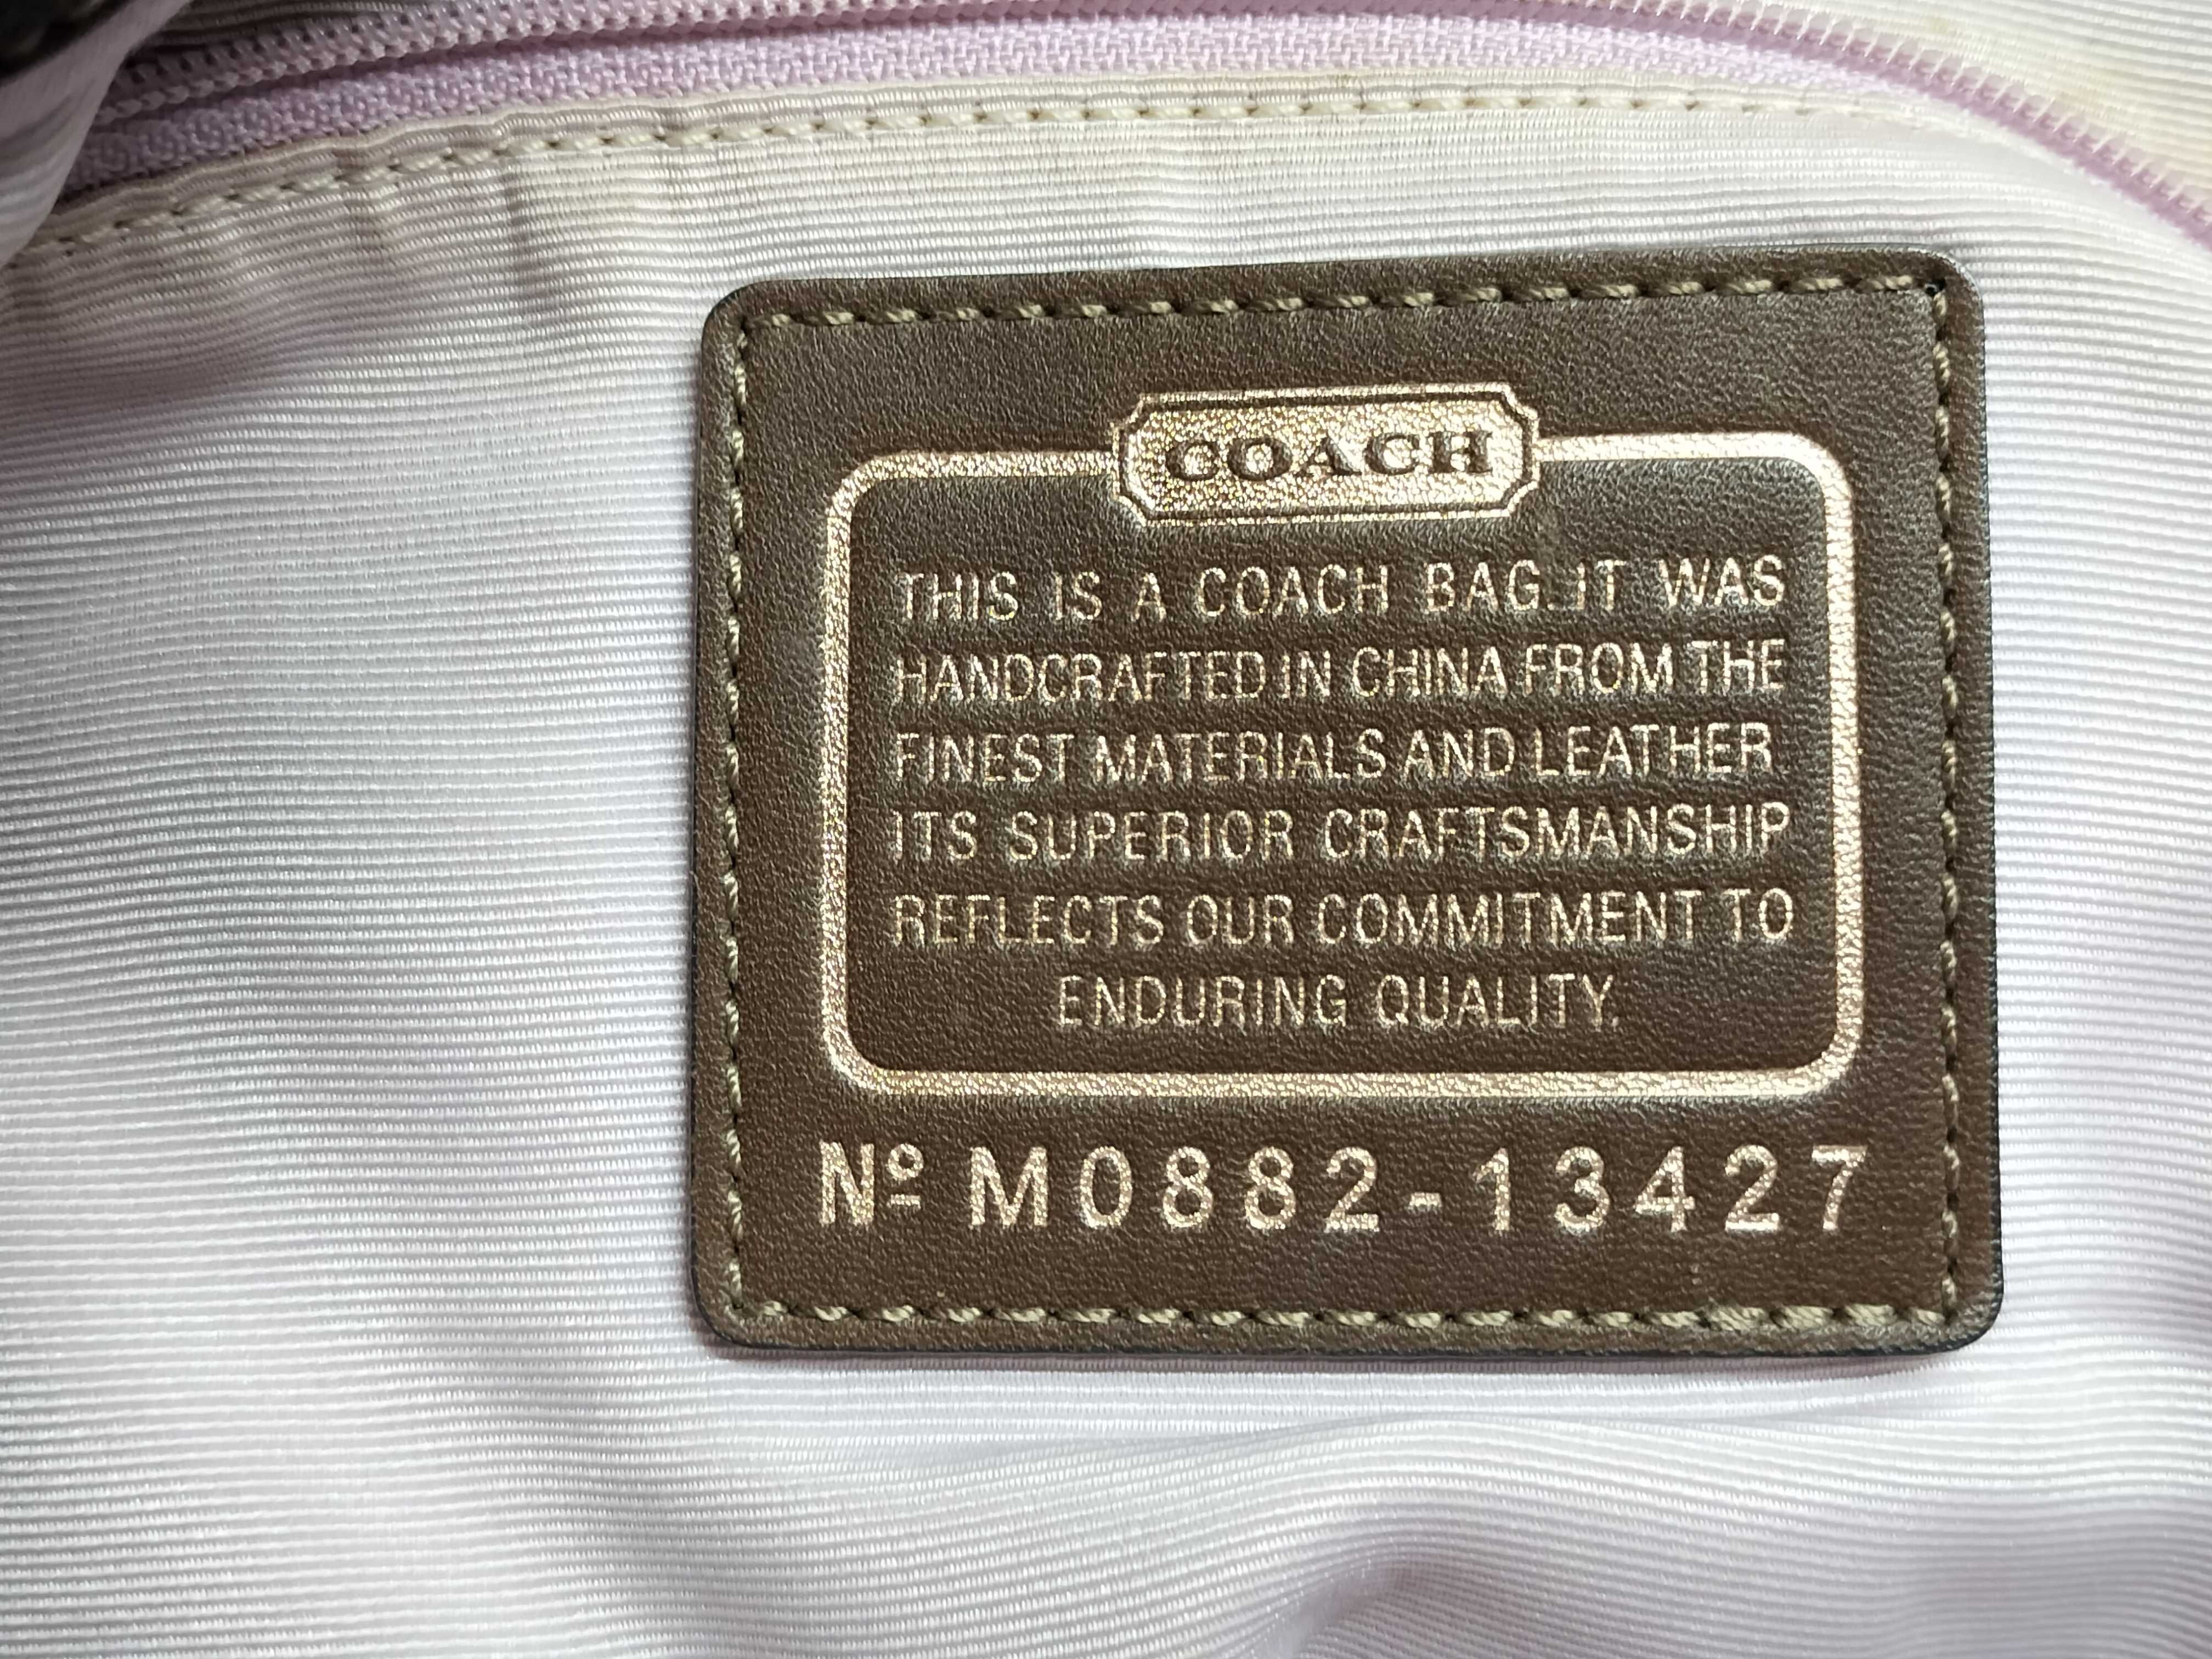 COACH
THIS IS A COACH BAG. IT WAS
HANDCRAFTED IN CHINA FROM THE
FINEST MATERIALS AND LEATHER
ITS SUPERIOR CRAFTSMANSHIP
REFLECTS OUR COMMITMENT TO
ENDURING QUALITY.
Nº M0882-13427